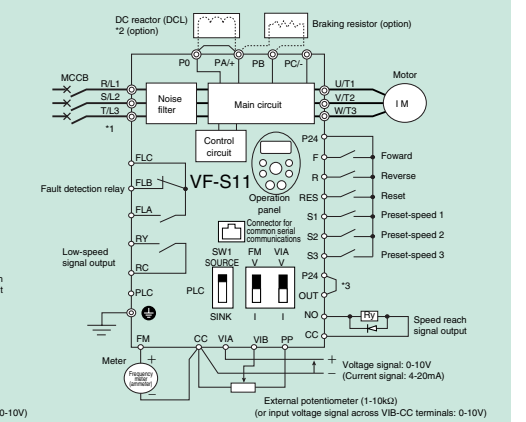 DC reactor (DCL)
*2 (option)
Braking resistor (option)
P0
PA/+
PB
PC/-
MCCB
R/L1
S/L2
T/L3
*1
Noise
filter
Main circuit
U/T1
V/T2
W/T3
Motor
I M
Control
circuit
P24
FLC
FLB
FLA
Fault detection relay
VF-S11
Operation
panel
F
Foward
R
Reverse
RES
Reset
S1
Preset-speed 1
S2
Preset-speed 2
S3
Preset-speed 3
Connector for
common serial
communications
RY
RC
Low-speed
signal output
SW1
SOURCE
FM
V
VIA
V
PLC
SINK
I
I
PLC
P24
OUT
*3
NO
Ry
CC
Speed reach
signal output
FM
CC
VIA
VIB
PP
Meter
+
Frequency
meter
(ammeter)
−
+
−
Voltage signal: 0-10V
(Current signal: 4-20mA)
External potentiometer (1-10kΩ)
(or input voltage signal across VIB-CC terminals: 0-10V)
0-10V)